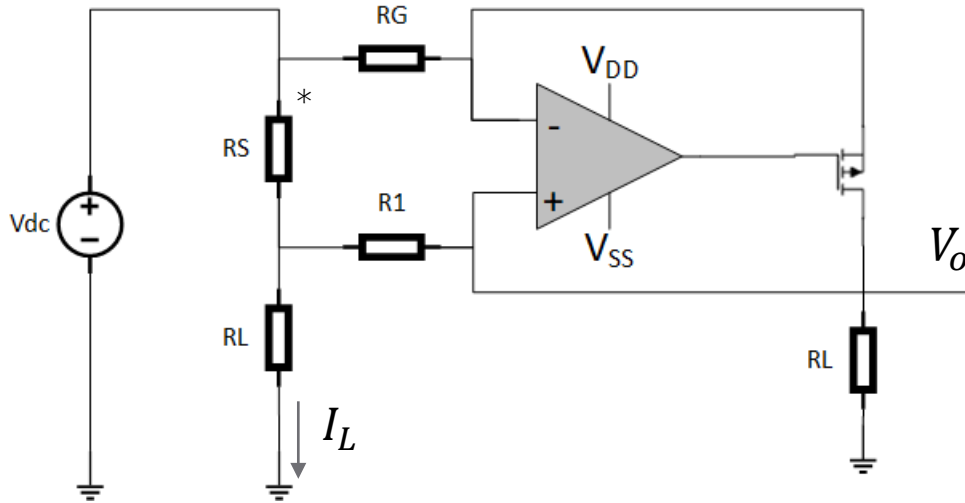 RG
V_DD
*
RS
-
Vdc
+
-
R1
+
V_SS
V_o
RL
RL
I_L